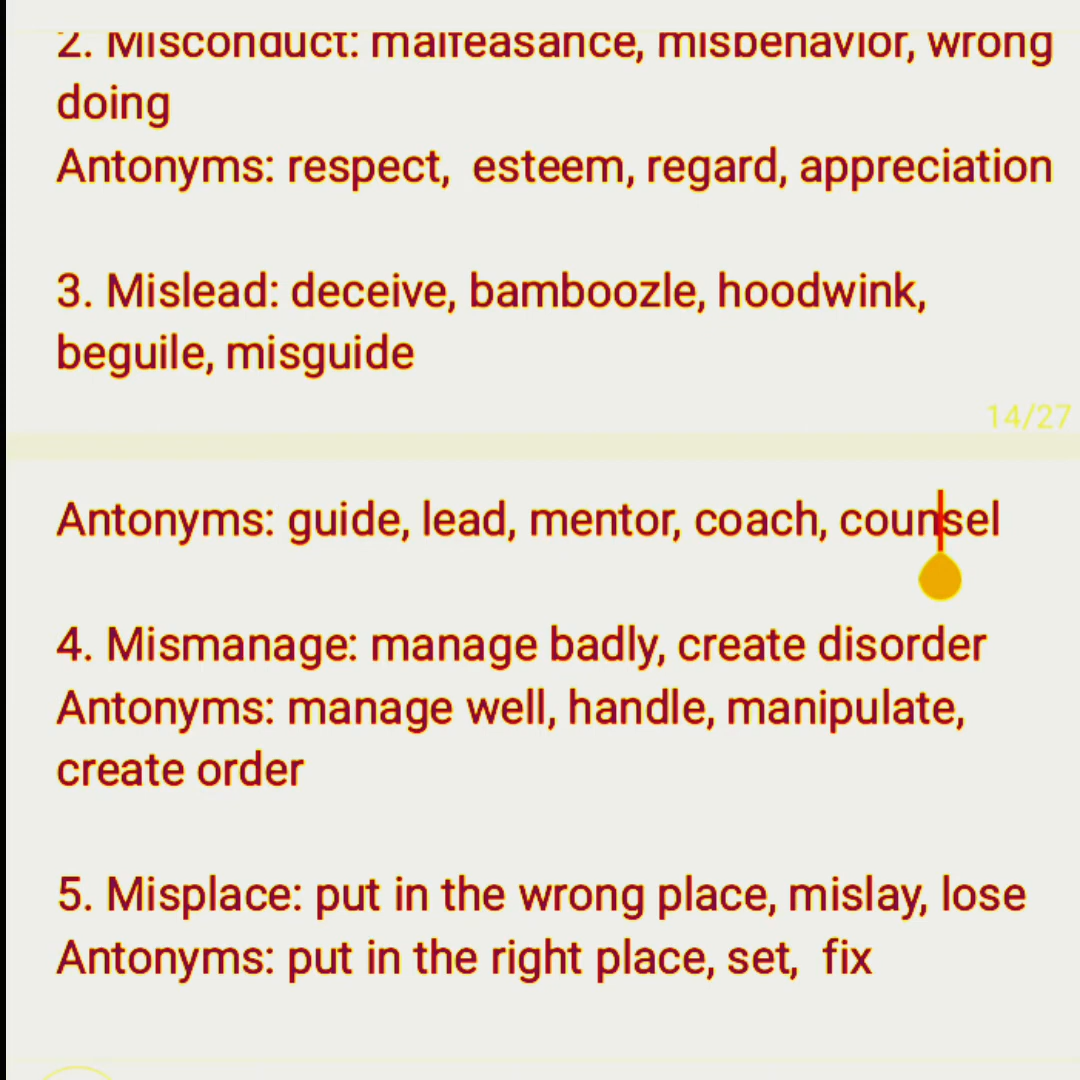 2. Misconduct: malfeasance, misbehavior, wrong
doing
Antonyms: respect,  esteem, regard, appreciation
3. Mislead: deceive, bamboozle, hoodwink,
beguile, misguide
14/27
Antonyms: guide, lead, mentor, coach, counsel
4. Mismanage: manage badly, create disorder
Antonyms: manage well, handle, manipulate,
create order
5. Misplace: put in the wrong place, mislay, lose
Antonyms: put in the right place, set,  fix